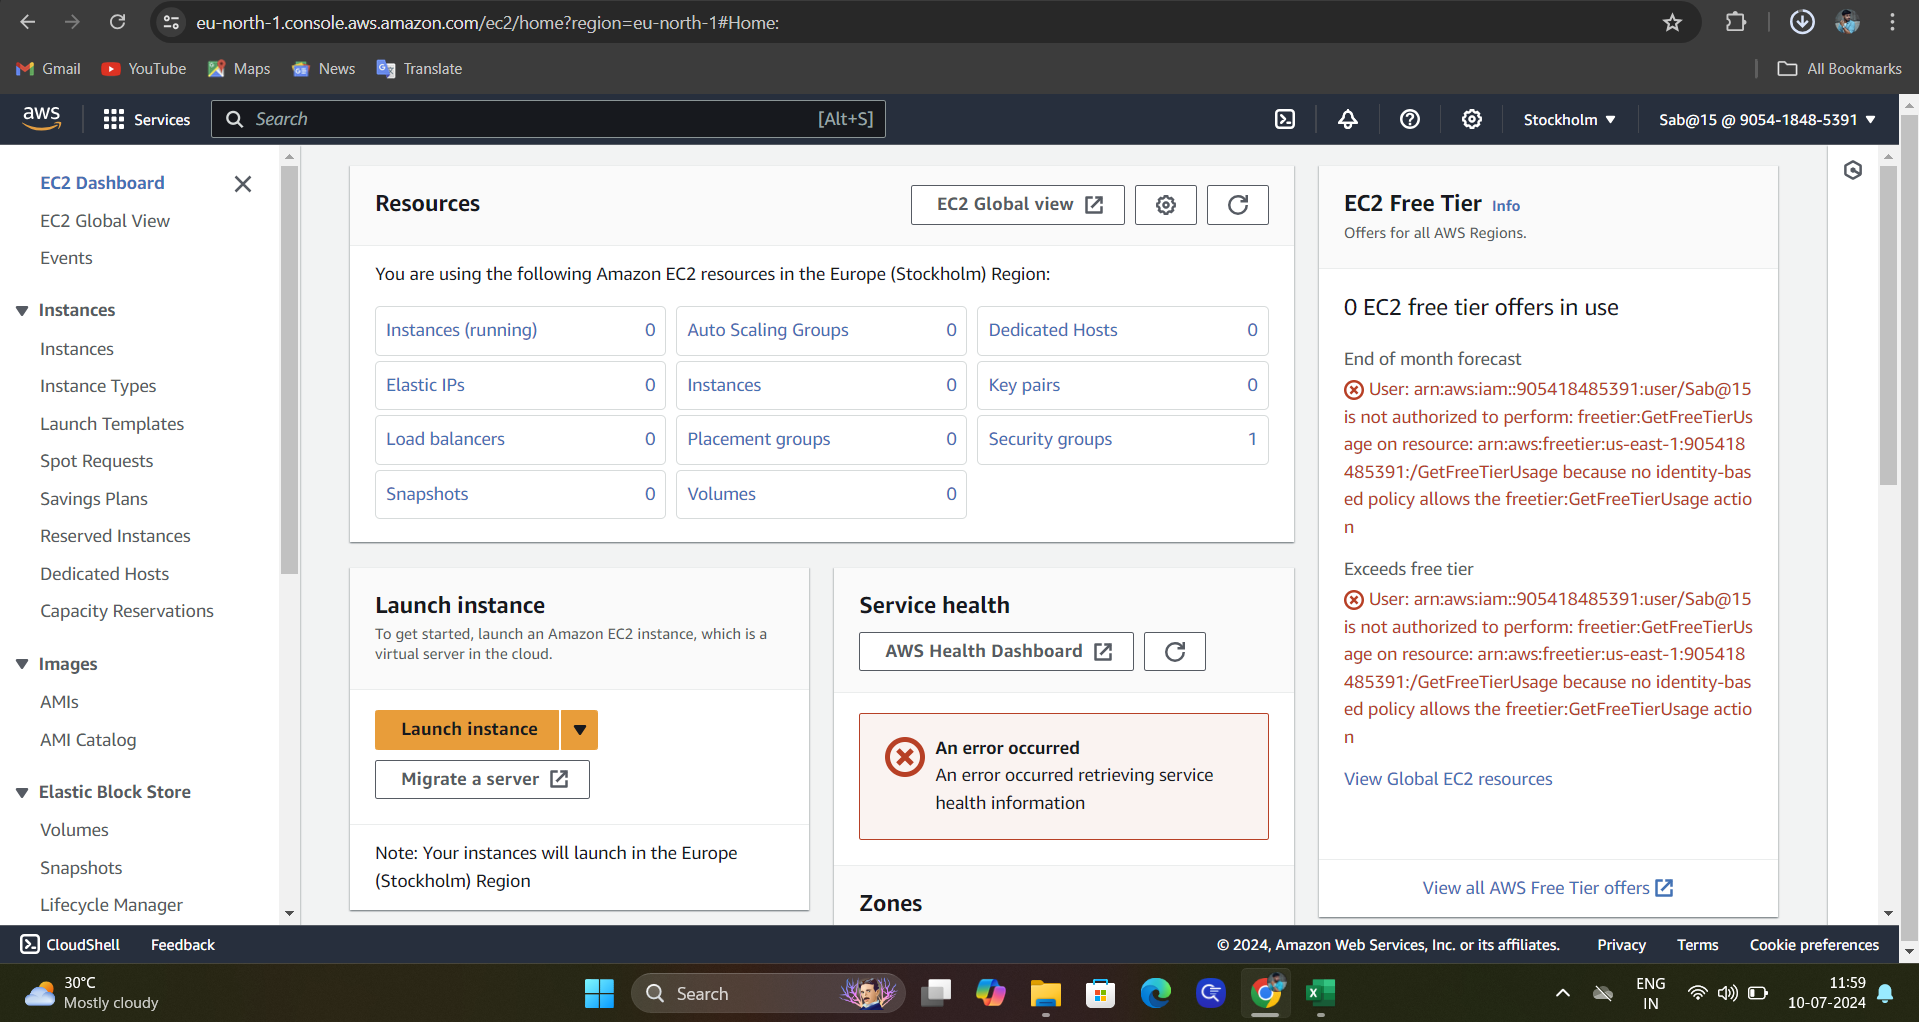 eu-north-1.console.aws.amazon.com/ec2/home?region=eu-north-1#Home:
Gmail
YouTube
Maps
News
Translate
All Bookmarks
aws
Services
Search
[Alt+S]
Stockholm
Sab@15 @ 9054-1848-5391
EC2 Dashboard
EC2 Global View
Events
Instances
Instances
Instance Types
Launch Templates
Spot Requests
Savings Plans
Reserved Instances
Dedicated Hosts
Capacity Reservations
Images
AMIs
AMI Catalog
Elastic Block Store
Volumes
Snapshots
Lifecycle Manager
Resources
EC2 Global view
You are using the following Amazon EC2 resources in the Europe (Stockholm) Region:
Instances (running) 0
Auto Scaling Groups 0
Dedicated Hosts 0
Elastic IPs 0
Instances 0
Key pairs 0
Load balancers 0
Placement groups 0
Security groups 1
Snapshots 0
Volumes 0
Launch instance
To get started, launch an Amazon EC2 instance, which is a
virtual server in the cloud.
Launch instance
Migrate a server
Note: Your instances will launch in the Europe
(Stockholm) Region
Service health
AWS Health Dashboard
An error occurred
An error occurred retrieving service
health information
Zones
EC2 Free Tier Info
Offers for all AWS Regions.
0 EC2 free tier offers in use
End of month forecast
User: arn:aws:iam::905418485391:user/Sab@15
is not authorized to perform: freetier:GetFreeTierUs
age on resource: arn:aws:freetier:us-east-1:905418
485391:/GetFreeTierUsage because no identity-bas
ed policy allows the freetier:GetFreeTierUsage actio
n
Exceeds free tier
User: arn:aws:iam::905418485391:user/Sab@15
is not authorized to perform: freetier:GetFreeTierUs
age on resource: arn:aws:freetier:us-east-1:905418
485391:/GetFreeTierUsage because no identity-bas
ed policy allows the freetier:GetFreeTierUsage actio
n
View Global EC2 resources
View all AWS Free Tier offers
CloudShell
Feedback
© 2024, Amazon Web Services, Inc. or its affiliates.
Privacy
Terms
Cookie preferences
30°C
Mostly cloudy
Search
ENG
IN
11:59
10-07-2024